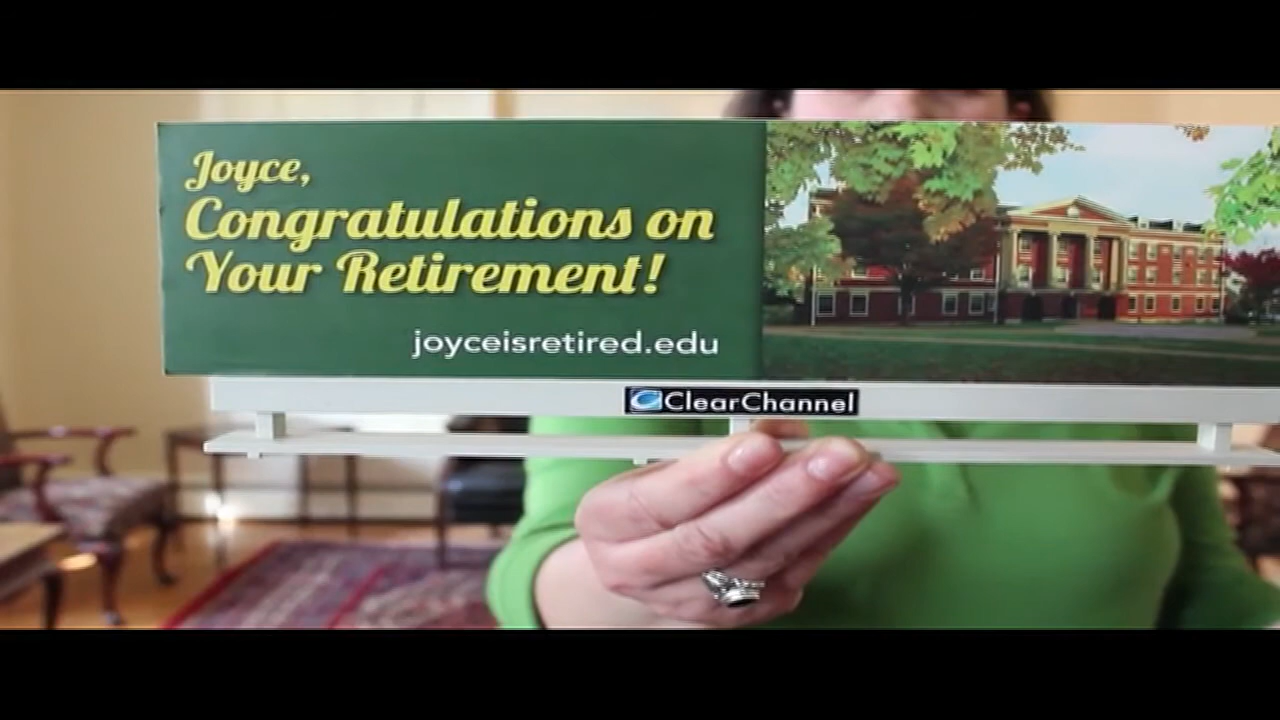 Joyce,
Congratulations on
Your Retirement!
joyceisretired.edu
ClearChannel